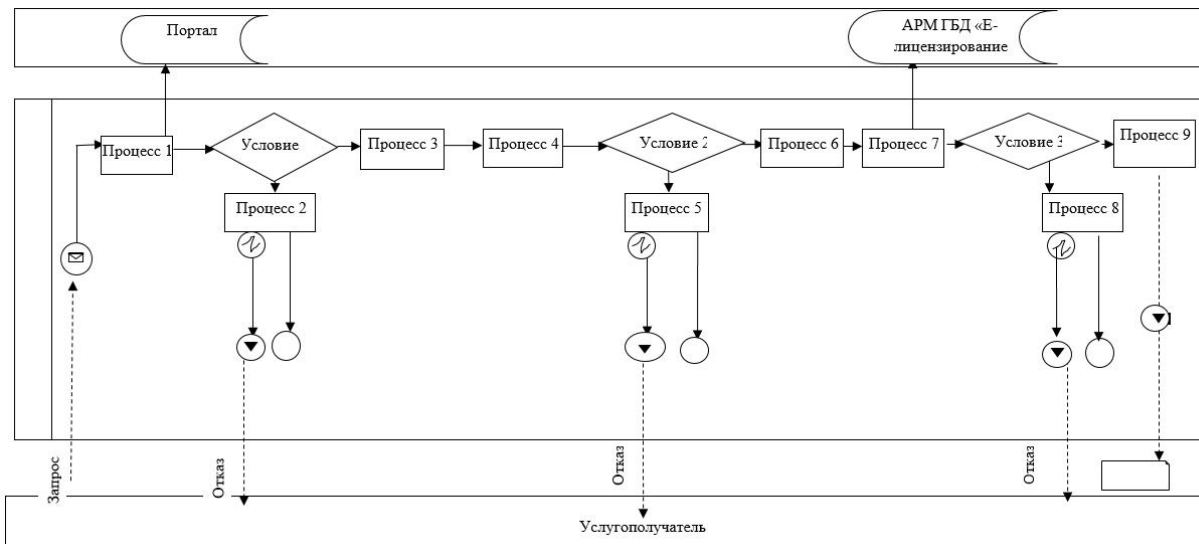 Портал
АРМ ГБД «Е-
лицензирование
Процесс 1
Условие
Процесс 3
Процесс 4
Условие 2
Процесс 6
Процесс 7
Условие 3
Процесс 9
Процесс 2
Процесс 5
Процесс 8
Запрос
Отказ
Отказ
Отказ
Услугополучатель